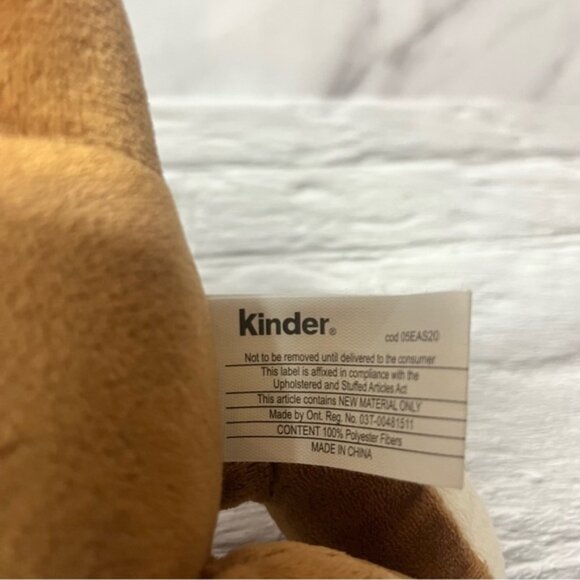 Kinder®
cod 05EAS20
Not to be removed until delivered to the consumer
This label is affixed in compliance with the
Upholstered and Stuffed Articles Act
This article contains NEW MATERIAL ONLY
Made by Ont. Reg. No. 03T-00481511
CONTENT 100% Polyester Fibers
MADE IN CHINA